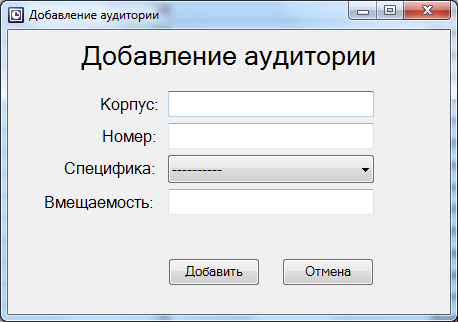 Добавление аудитории
Добавление аудитории
Корпус:
Номер:
Специфика: ----------
Вмещаемость:
Добавить Отмена